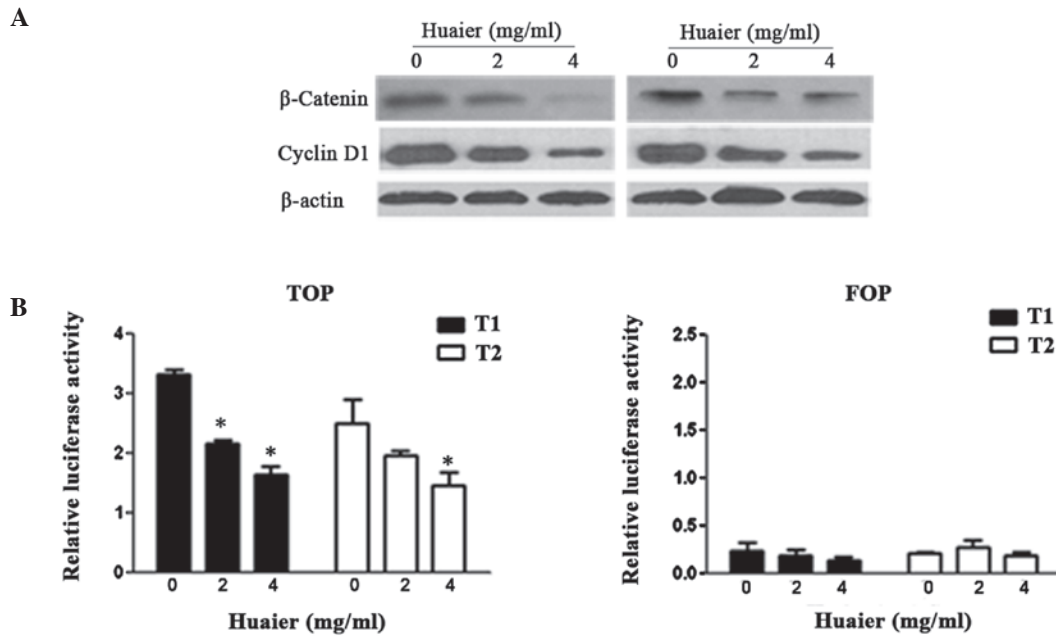 A
Huaier (mg/ml) Huaier (mg/ml)
0 2 4 0 2 4
β-Catenin
Cyclin D1
β-actin
B
TOP FOP
T1 T1
T2 T2
Relative luciferase activity
4
3
2
1
0
* * *
0 2 4 0 2 4
Huaier (mg/ml)
Relative luciferase activity
2.5
2.0
1.5
1.0
0.5
0.0
0 2 4 0 2 4
Huaier (mg/ml)